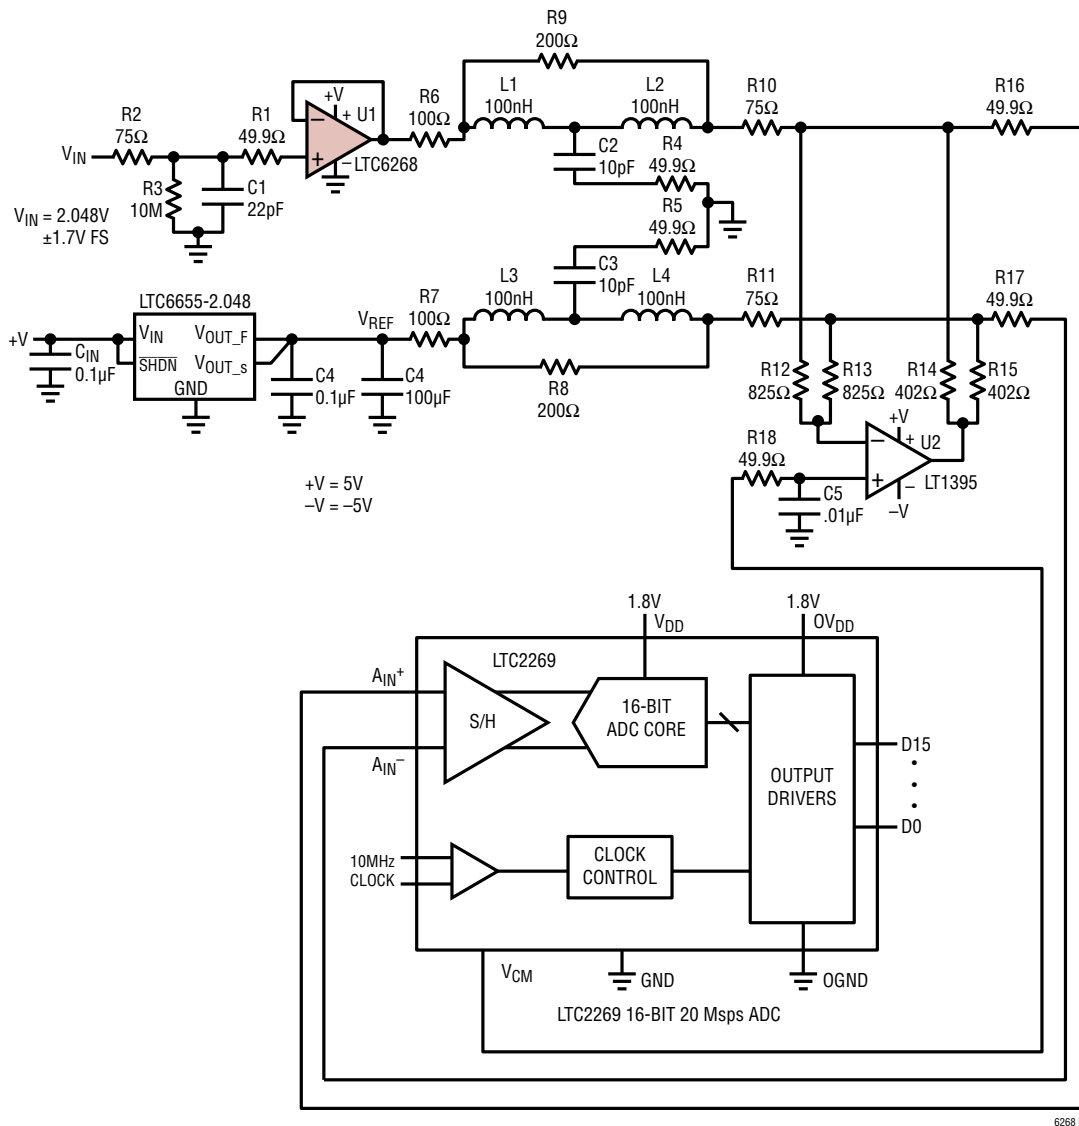 R9
200Ω
L1
100nH
L2
100nH
R10
75Ω
R16
49.9Ω
R2
75Ω
R1
49.9Ω
+V
U1
R6
100Ω
VIN
−
+
+
−
LTC6268
C2
10pF
R4
49.9Ω
R3
10M
C1
22pF
VIN = 2.048V
±1.7V FS
R5
49.9Ω
C3
10pF
L3
100nH
L4
100nH
R11
75Ω
R17
49.9Ω
LTC6655-2.048
R7
100Ω
VREF
+V
VIN
VOUT_F
SHDN
VOUT_s
GND
CIN
0.1µF
C4
0.1µF
C4
100µF
R8
200Ω
R12
825Ω
R13
825Ω
R14
402Ω
R15
402Ω
+V
U2
R18
49.9Ω
−
+
+
−
LT1395
−V
C5
.01µF
+V = 5V
–V = –5V
1.8V
VDD
1.8V
OVDD
LTC2269
AIN+
S/H
16-BIT
ADC CORE
AIN−
D15
OUTPUT
DRIVERS
D0
10MHz
CLOCK
CLOCK
CONTROL
VCM
GND
OGND
LTC2269 16-BIT 20 Msps ADC
6268